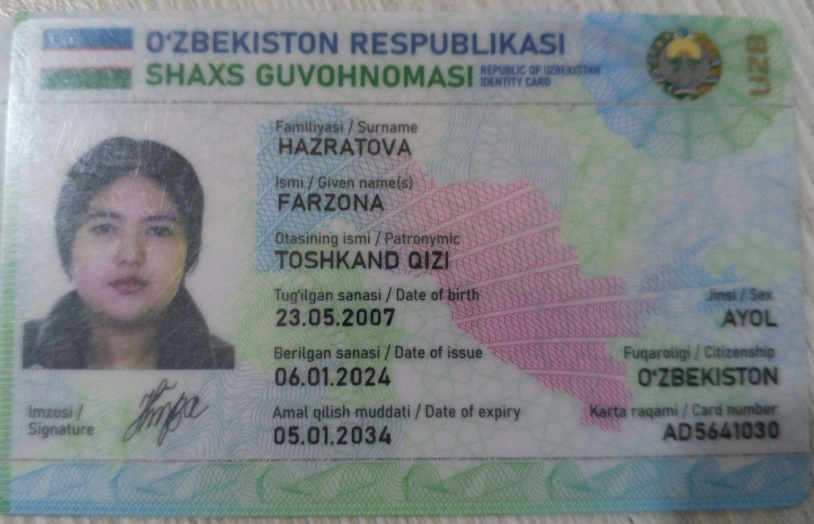 O‘ZBEKISTON RESPUBLIKASI
SHAXS GUVOHNOMASI REPUBLIC OF UZBEKISTAN
IDENTITY CARD
UZB
Familiyasi / Surname
HAZRATOVA
Ismi / Given name(s)
FARZONA
Otasining ismi / Patronymic
TOSHKAND QIZI
Tug‘ilgan sanasi / Date of birth
23.05.2007
Jinsi / Sex
AYOL
Berilgan sanasi / Date of issue
06.01.2024
Fuqaroligi / Citizenship
O‘ZBEKISTON
Amal qilish muddati / Date of expiry
05.01.2034
Karta raqami / Card number
AD5641030
Imzosi /
Signature